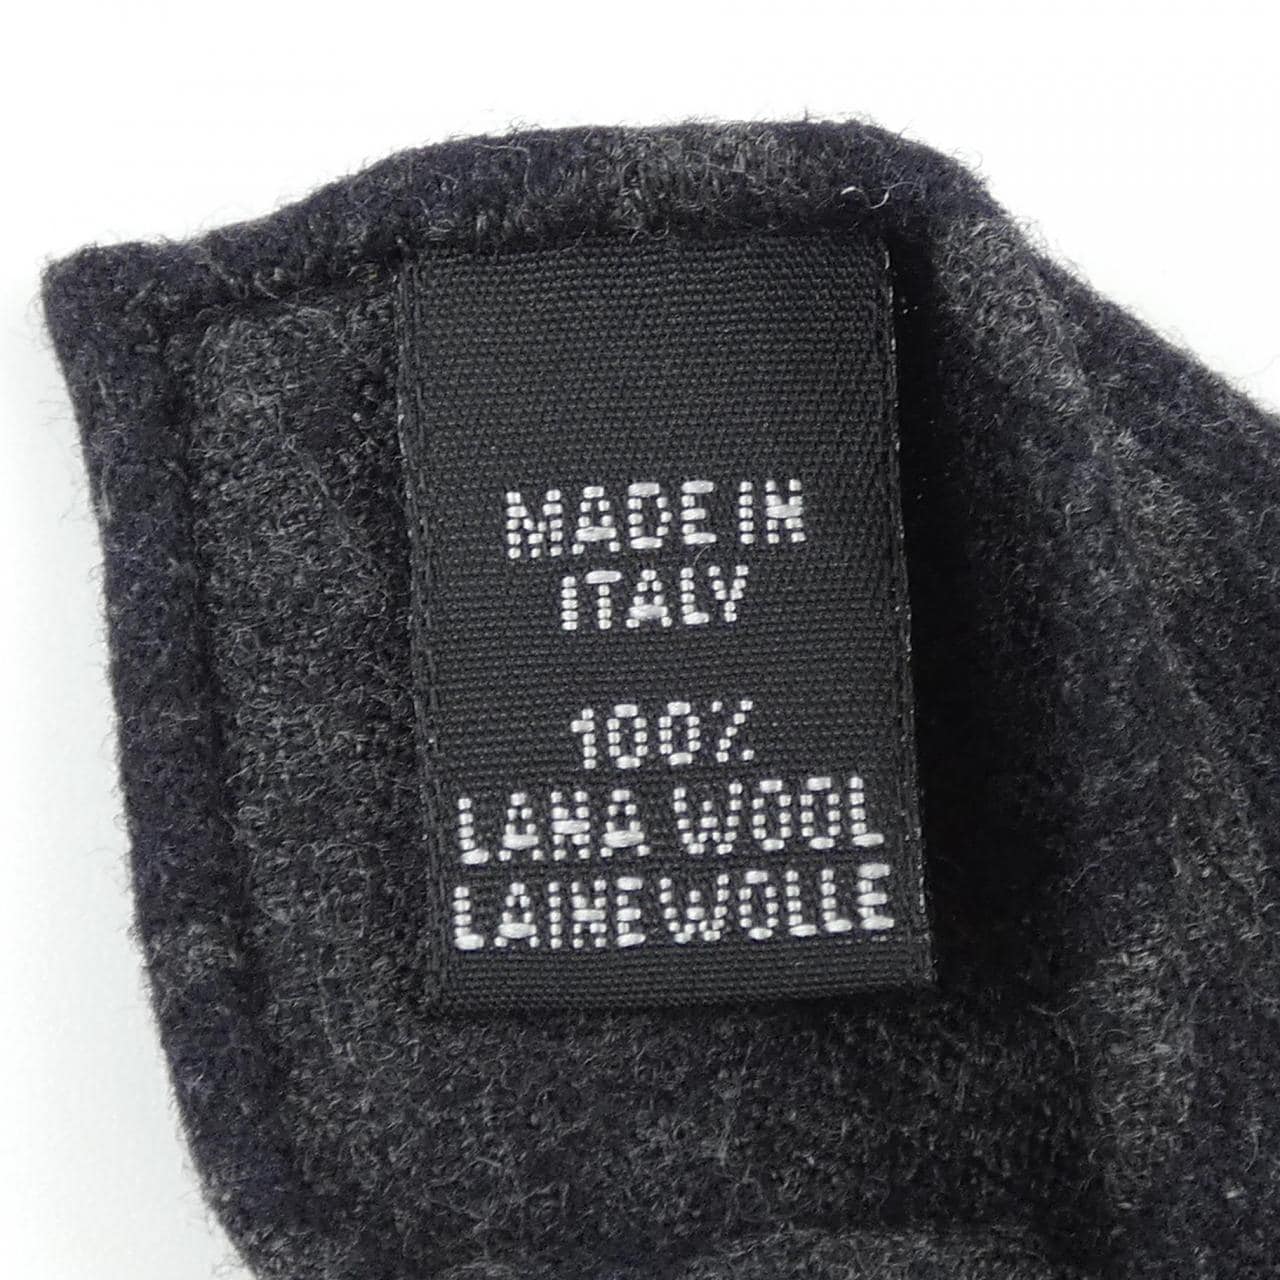 MADE IN
ITALY
100%
LANA WOOL
LAINE WOLLE